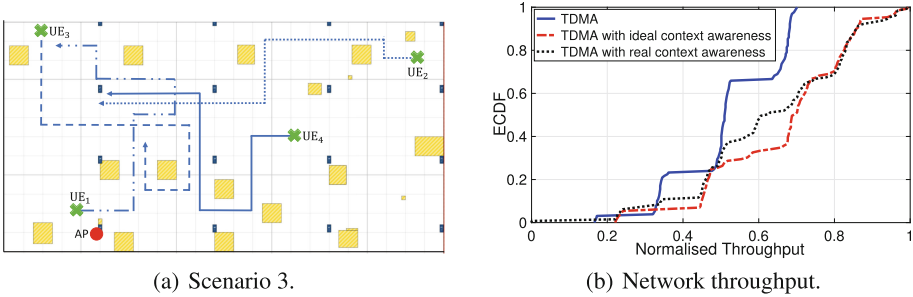 UE3
UE2
UE4
UE1
AP
(a) Scenario 3.
TDMA
TDMA with ideal context awareness
TDMA with real context awareness
ECDF
1
0.8
0.6
0.4
0.2
0
0 0.2 0.4 0.6 0.8 1
Normalised Throughput
(b) Network throughput.